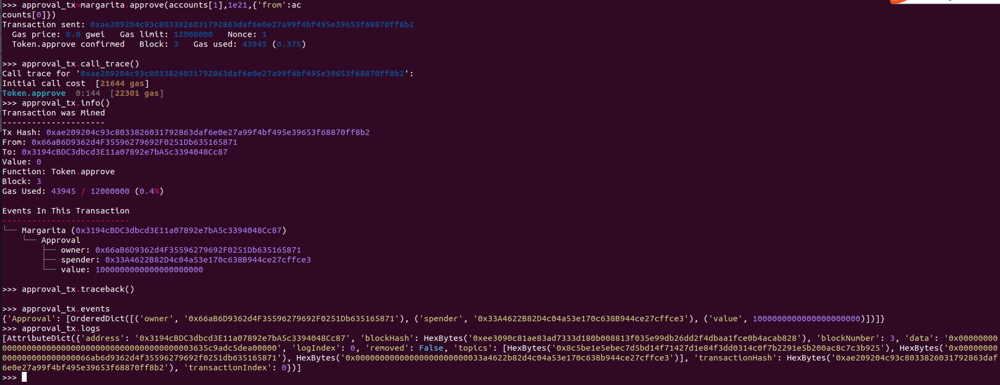 >>> approval_tx=margarita.approve(accounts[1],1e21,{'from':ac
counts[0]})
Transaction sent: 0xae209204c93c8033826031792863daf6e0e27a99f4bf495e39653f68870ff8b2
Gas price: 0.0 gwei Gas limit: 12000000 Nonce: 1
Token.approve confirmed Block: 3 Gas used: 43945 (0.37%)
>>> approval_tx.call_trace()
Call trace for '0xae209204c93c8033826031792863daf6e0e27a99f4bf495e39653f68870ff8b2':
Initial call cost [21644 gas]
Token.approve 0:144 [22301 gas]
>>> approval_tx.info()
Transaction was Mined
---------------------
Tx Hash: 0xae209204c93c8033826031792863daf6e0e27a99f4bf495e39653f68870ff8b2
From: 0x66aB6D9362d4F35596279692F0251Db635165871
To: 0x3194cBDC3dbcd3E11a07892e7bA5c3394048Cc87
Value: 0
Function: Token.approve
Block: 3
Gas Used: 43945 / 12000000 (0.4%)
Events In This Transaction
--------------------------
└── Margarita (0x3194cBDC3dbcd3E11a07892e7bA5c3394048Cc87)
└── Approval
├── owner: 0x66aB6D9362d4F35596279692F0251Db635165871
├── spender: 0x33A4622B82D4c04a53e170c638B944ce27cffce3
└── value: 1000000000000000000000
>>> approval_tx.traceback()
>>> approval_tx.events
{'Approval': [OrderedDict([('owner', '0x66aB6D9362d4F35596279692F0251Db635165871'), ('spender', '0x33A4622B82D4c04a53e170c638B944ce27cffce3'), ('value', 1000000000000000000000)])]}
>>> approval_tx.logs
[AttributeDict({'address': '0x3194cBDC3dbcd3E11a07892e7bA5c3394048Cc87', 'blockHash': HexBytes('0xee3090c81ae83ad7333d180b008813f035e99db26dd2f4dbaa1fce0b4acab828'), 'blockNumber': 3, 'data': '0x00000000
00000000000000000000000000000000000000003635c9adc5dea00000', 'logIndex': 0, 'removed': False, 'topics': [HexBytes('0x8c5be1e5ebec7d5bd14f71427d1e84f3dd0314c0f7b2291e5b200ac8c7c3b925'), HexBytes('0x00000000
000000000000000066ab6d9362d4f35596279692f0251db635165871'), HexBytes('0x00000000000000000000000033a4622b82d4c04a53e170c638b944ce27cffce3')], 'transactionHash': HexBytes('0xae209204c93c8033826031792863daf
6e0e27a99f4bf495e39653f68870ff8b2'), 'transactionIndex': 0})]
>>>